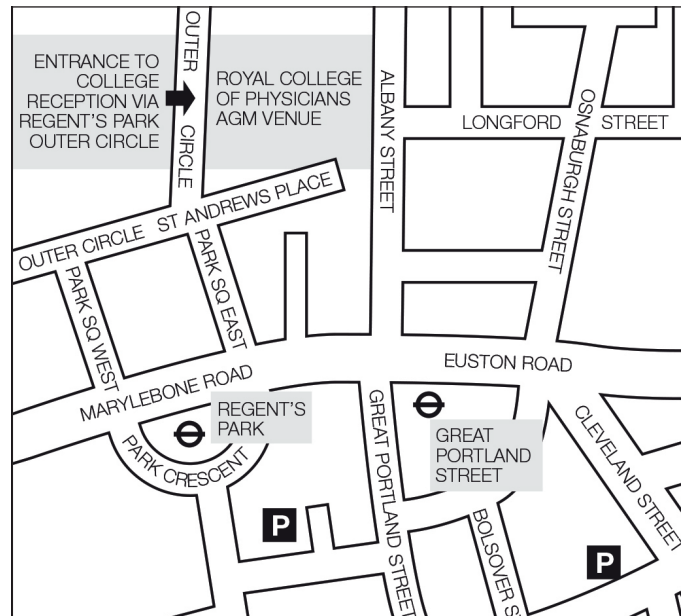 ENTRANCE TO
COLLEGE
RECEPTION VIA
REGENT'S PARK
OUTER CIRCLE
OUTER CIRCLE
ROYAL COLLEGE
OF PHYSICIANS
AGM VENUE
ALBANY STREET
LONGFORD STREET
OSNABURGH STREET
OUTER CIRCLE ST ANDREWS PLACE
PARK SQ WEST
PARK SQ EAST
MARYLEBONE ROAD
EUSTON ROAD
REGENT'S
PARK
PARK CRESCENT
GREAT PORTLAND STREET
GREAT
PORTLAND
STREET
CLEVELAND STREET
BOLSOVER S
P
P